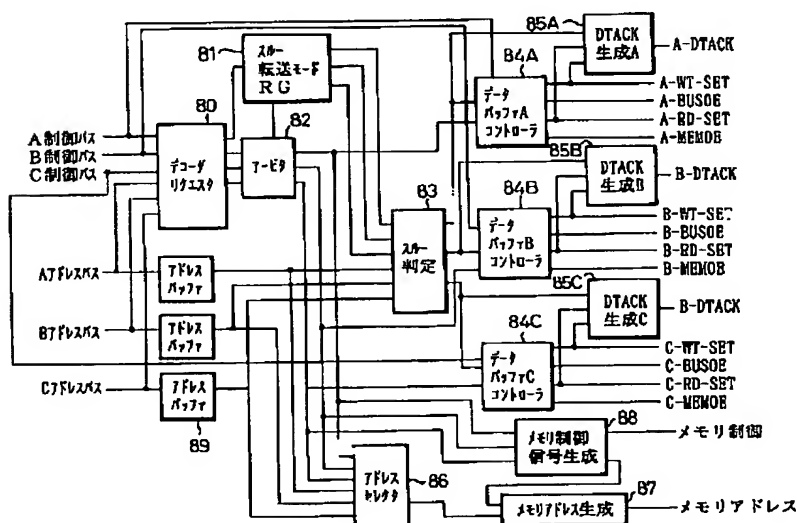 85A
DTACK
生成A
A-DTACK
81
スルー
転送モード
RG
84A
データ
バッファA
コントローラ
A-WT-SET
A-BUSOE
A-RD-SET
A-MEMOE
80
82
A制御バス
B制御バス
C制御バス
デコーダ
リクエスタ
アービタ
85B
DTACK
生成B
B-DTACK
83
スルー
判定
84B
データ
バッファB
コントローラ
B-WT-SET
B-BUSOE
B-RD-SET
B-MEMOE
Aアドレスバス
アドレス
バッファ
85C
DTACK
生成C
B-DTACK
Bアドレスバス
アドレス
バッファ
84C
データ
バッファC
コントローラ
C-WT-SET
C-BUSOE
C-RD-SET
C-MEMOE
Cアドレスバス
アドレス
バッファ
89
88
メモリ制御
信号生成
メモリ制御
アドレス
セレクタ
86
87
メモリアドレス生成
メモリアドレス